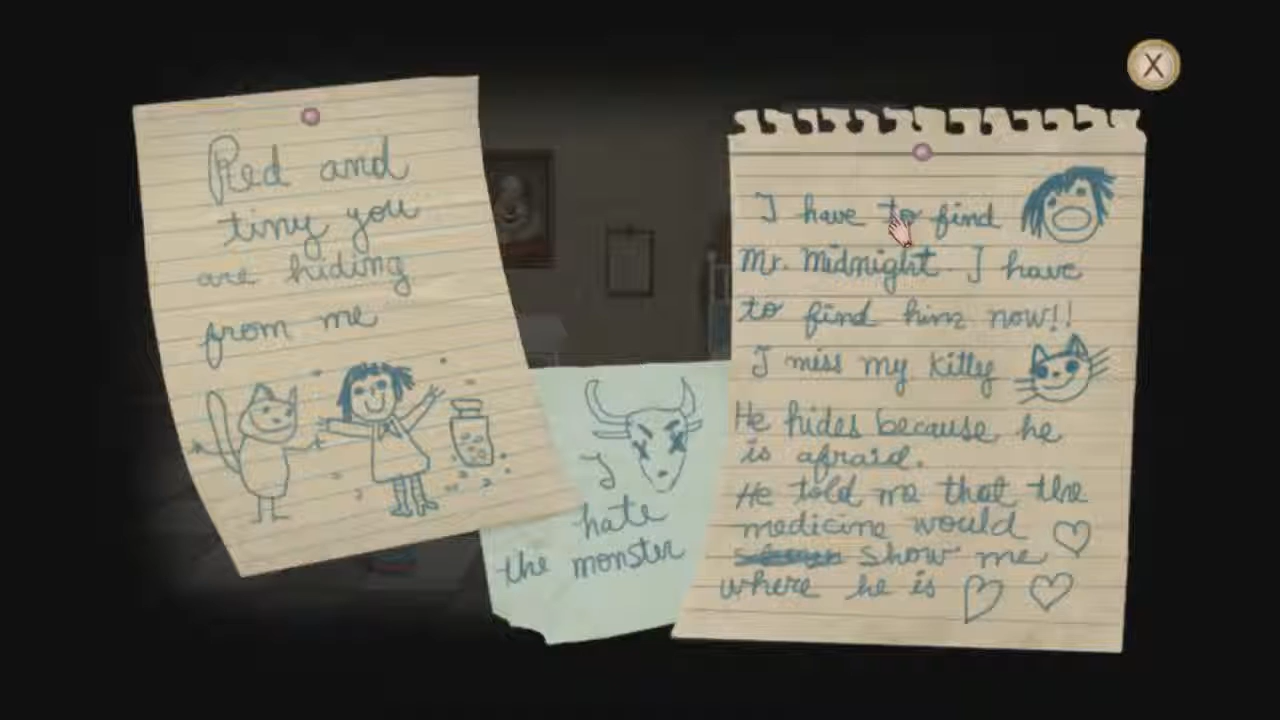 Red and
tiny you
are hiding
from me
I
hate
the monster
I have to find
Mr. Midnight. I have
to find him now!!
I miss my kitty
He hides because he
is afraid.
He told me that the
medicine would
show me
where he is
X